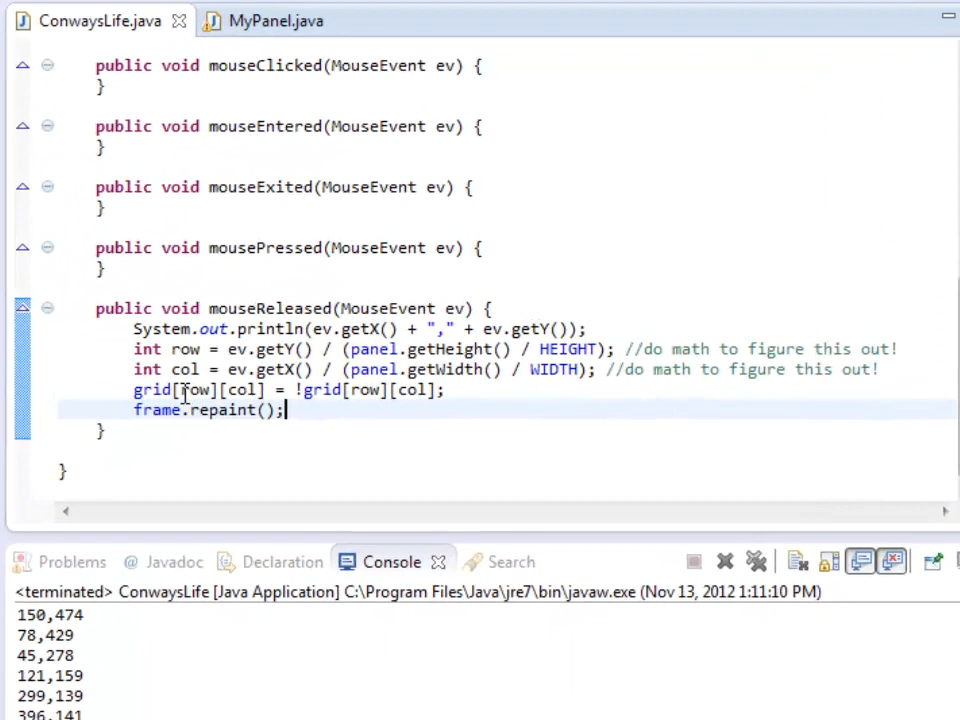 ConwaysLife.java MyPanel.java
public void mouseClicked(MouseEvent ev) {
}
public void mouseEntered(MouseEvent ev) {
}
public void mouseExited(MouseEvent ev) {
}
public void mousePressed(MouseEvent ev) {
}
public void mouseReleased(MouseEvent ev) {
System.out.println(ev.getX() + "," + ev.getY());
int row = ev.getY() / (panel.getHeight() / HEIGHT); //do math to figure this out!
int col = ev.getX() / (panel.getWidth() / WIDTH); //do math to figure this out!
grid[row][col] = !grid[row][col];
frame.repaint();
}
}
Problems @ Javadoc Declaration Console Search
<terminated> ConwaysLife [Java Application] C:\Program Files\Java\jre7\bin\javaw.exe (Nov 13, 2012 1:11:10 PM)
150,474
78,429
45,278
121,159
299,139
396,141